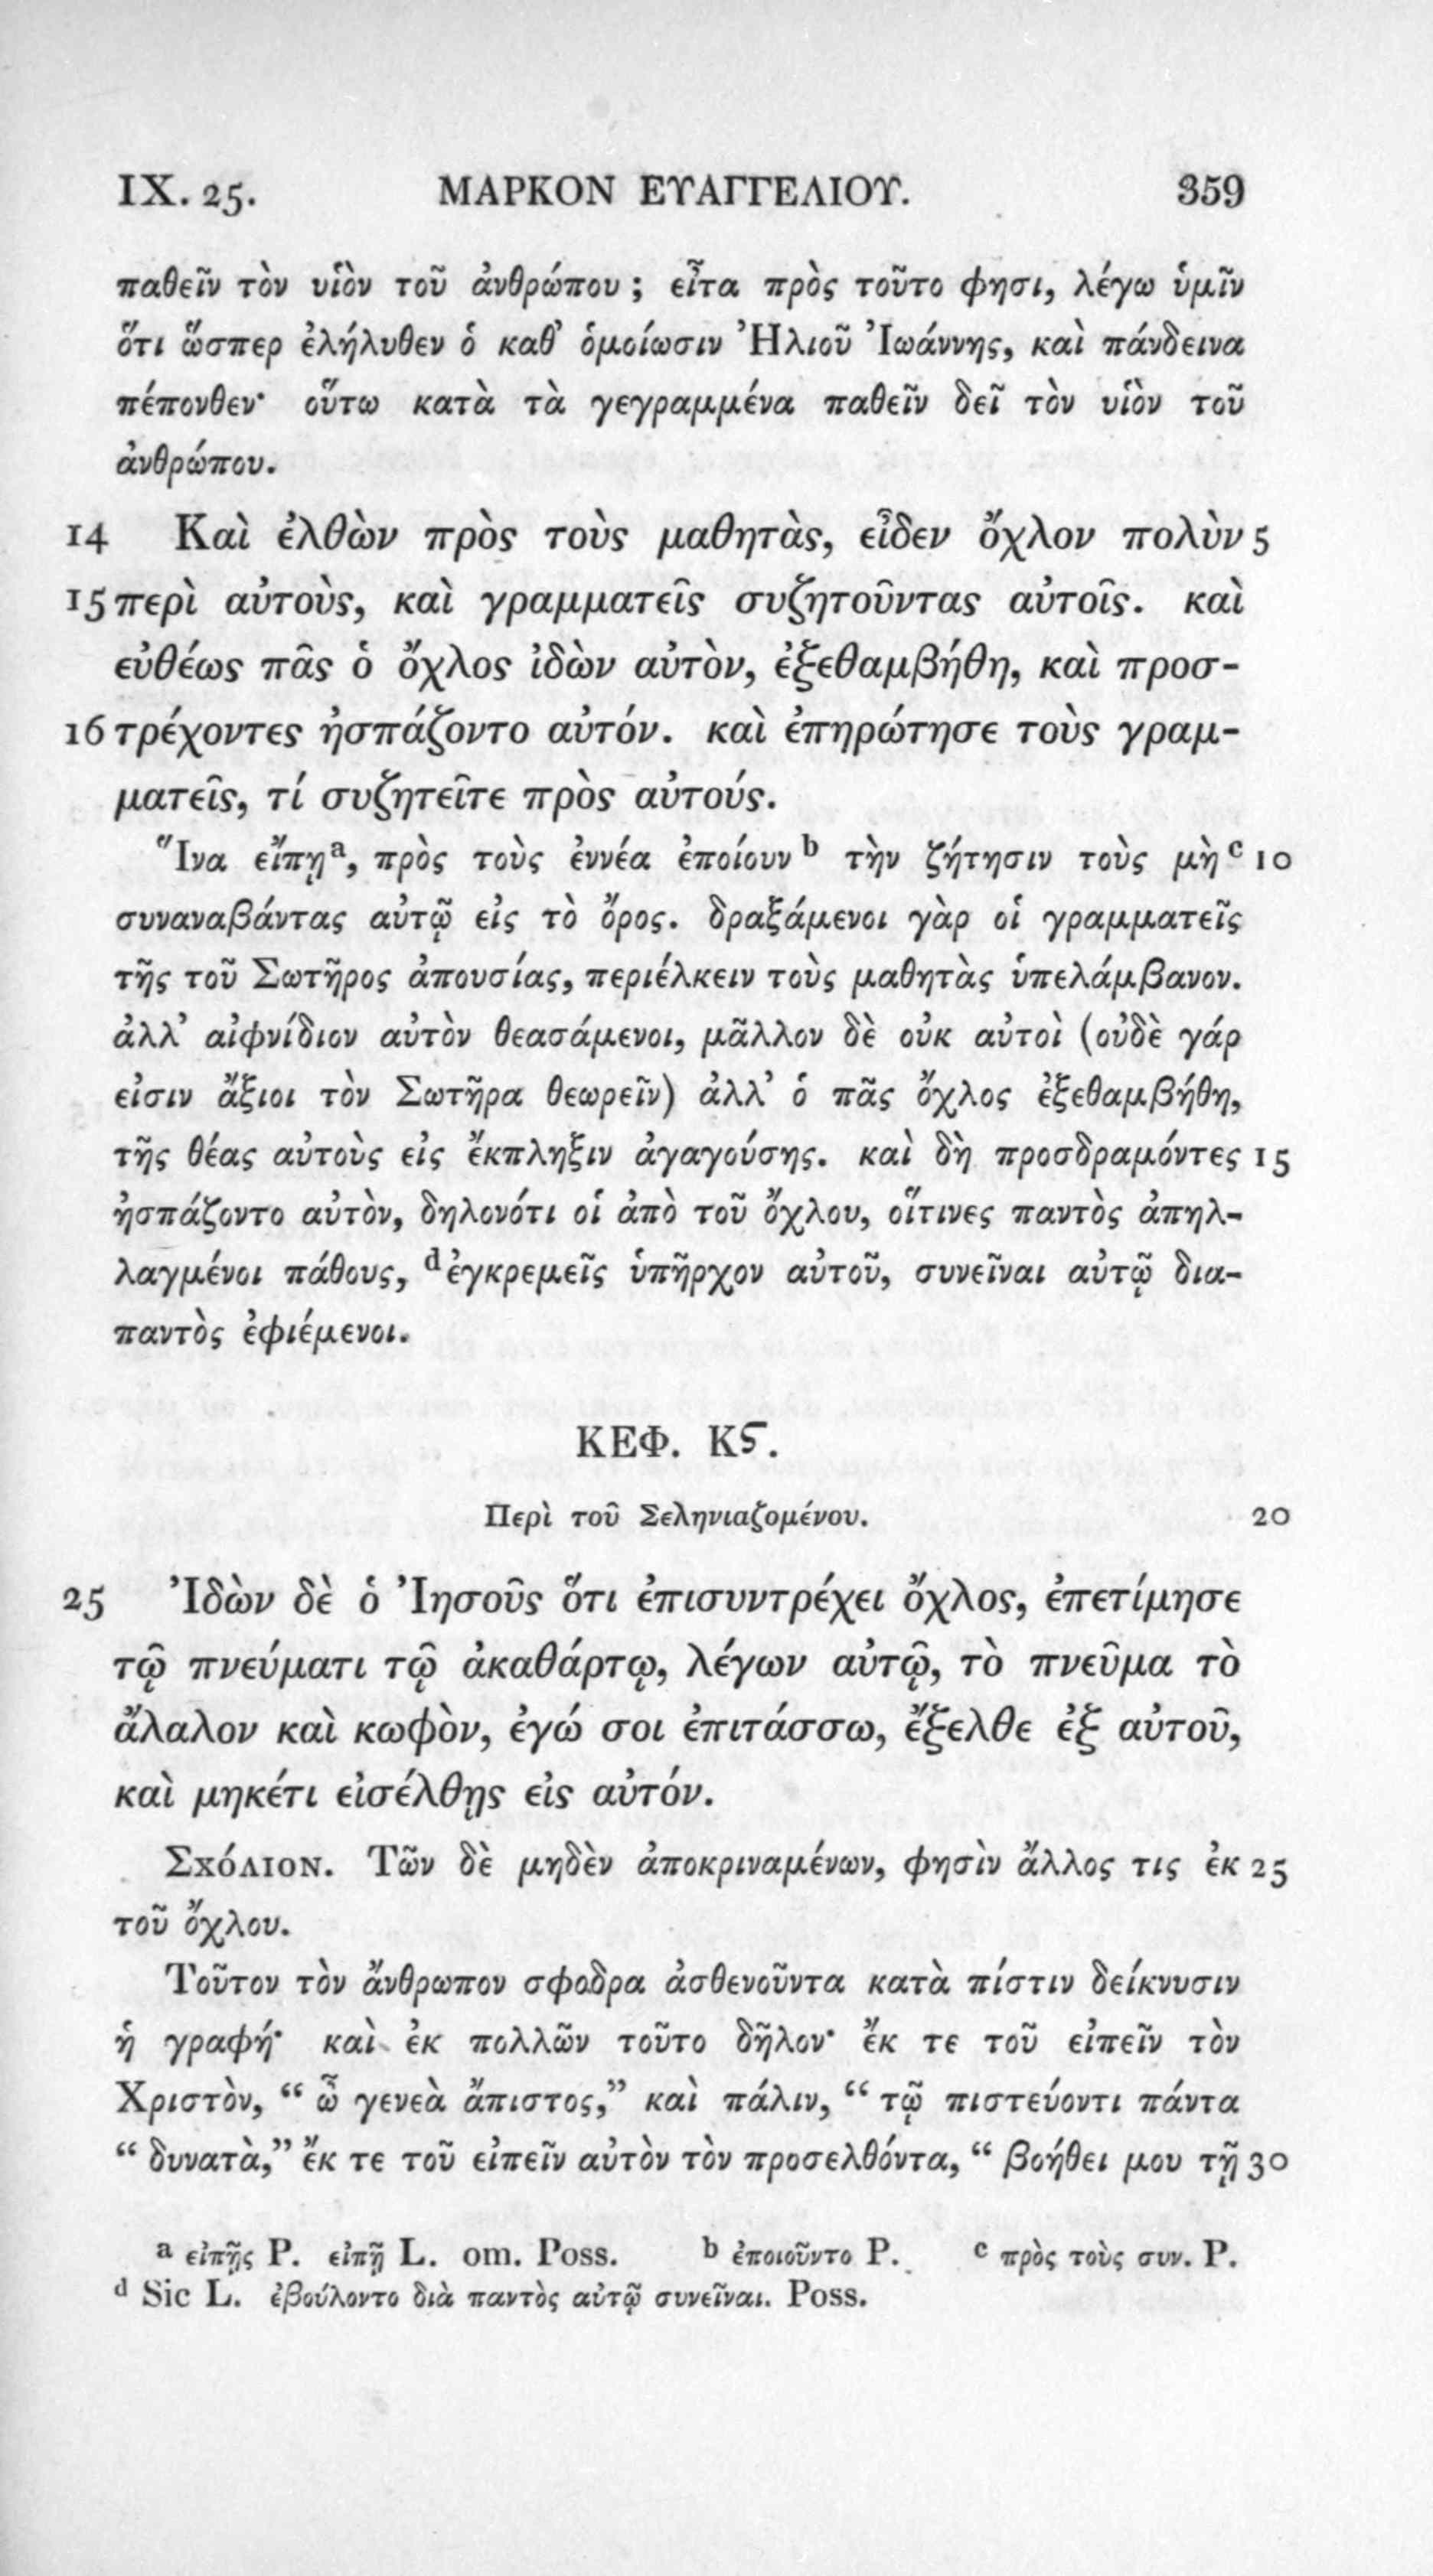 IX. 25. ΜΑΡΚΟΝ ΕΥΑΓΓΕΛΙΟΥ. 359
παθεῖν τὸν υἱὸν τοῦ ἀνθρώπου ; εἶτα πρὸς τοῦτο φησι, λέγω ὑμῖν
ὅτι ὥσπερ ἐλήλυθεν ὁ καθ’ ὁμοίωσιν Ἠλιοῦ Ἰωάννης, καὶ πάνδεινα
πέπονθεν· οὕτω κατὰ τὰ γεγραμμένα παθεῖν δεῖ τὸν υἱὸν τοῦ
ἀνθρώπου.
14 Καὶ ἐλθὼν πρὸς τοὺς μαθητὰς, εἶδεν ὄχλον πολὺν 5
15 περὶ αὐτοὺς, καὶ γραμματεῖς συζητοῦντας αὐτοῖς. καὶ
εὐθέως πᾶς ὁ ὄχλος ἰδὼν αὐτὸν, ἐξεθαμβήθη, καὶ προσ-
16 τρέχοντες ἠσπάζοντο αὐτόν. καὶ ἐπηρώτησε τοὺς γραμ-
ματεῖς, τί συζητεῖτε πρὸς αὐτούς.
Ἵνα εἴπῃ a, πρὸς τοὺς ἐννέα ἐποίουν b τὴν ζήτησιν τοὺς μὴ c 10
συναναβάντας αὐτῷ εἰς τὸ ὄρος. δραξάμενοι γὰρ οἱ γραμματεῖς
τῆς τοῦ Σωτῆρος ἀπουσίας, περιέλκειν τοὺς μαθητὰς ὑπελάμβανον.
ἀλλ’ αἰφνίδιον αὐτὸν θεασάμενοι, μᾶλλον δὲ οὐκ αὐτοὶ (οὐδὲ γάρ
εἰσιν ἄξιοι τὸν Σωτῆρα θεωρεῖν) ἀλλ’ ὁ πᾶς ὄχλος ἐξεθαμβήθη,
τῆς θέας αὐτοὺς εἰς ἔκπληξιν ἀγαγούσης. καὶ δὴ προσδραμόντες 15
ἠσπάζοντο αὐτὸν, δηλονότι οἱ ἀπὸ τοῦ ὄχλου, οἵτινες παντὸς ἀπηλ-
λαγμένοι πάθους, d ἐγκρεμεῖς ὑπῆρχον αὐτοῦ, συνεῖναι αὐτῷ δια-
παντὸς ἐφιέμενοι.
ΚΕΦ. Κϛ.
Περὶ τοῦ Σεληνιαζομένου. 20
25 Ἰδὼν δὲ ὁ Ἰησοῦς ὅτι ἐπισυντρέχει ὄχλος, ἐπετίμησε
τῷ πνεύματι τῷ ἀκαθάρτῳ, λέγων αὐτῷ, τὸ πνεῦμα τὸ
ἄλαλον καὶ κωφὸν, ἐγώ σοι ἐπιτάσσω, ἔξελθε ἐξ αὐτοῦ,
καὶ μηκέτι εἰσέλθῃς εἰς αὐτόν.
Σχόλιον. Τῶν δὲ μηδὲν ἀποκριναμένων, φησὶν ἄλλος τις ἐκ 25
τοῦ ὄχλου.
Τοῦτον τὸν ἄνθρωπον σφοδρα ἀσθενοῦντα κατὰ πίστιν δείκνυσιν
ἡ γραφή· καὶ ἐκ πολλῶν τοῦτο δῆλον· ἔκ τε τοῦ εἰπεῖν τὸν
Χριστὸν, “ ὦ γενεὰ ἄπιστος,” καὶ πάλιν, “ τῷ πιστεύοντι πάντα
“ δυνατὰ,” ἔκ τε τοῦ εἰπεῖν αὐτὸν τὸν προσελθόντα, “ βοήθει μου τῇ 30
a εἰπῇς P. εἰπῇ L. om. Poss. b ἐποιοῦντο P. c πρὸς τοὺς συν. P.
d Sic L. ἐβούλοντο διὰ παντὸς αὐτῷ συνεῖναι. Poss.